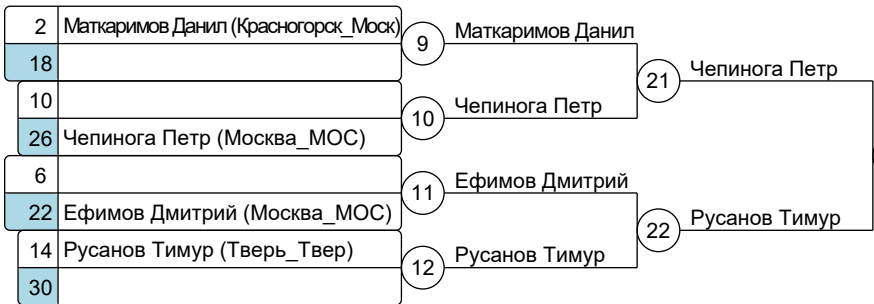 2 Маткаримов Данил (Красногорск_Моск)
9 Маткаримов Данил
18
21 Чепинога Петр
10
10 Чепинога Петр
26 Чепинога Петр (Москва_МОС)
6
11 Ефимов Дмитрий
22 Ефимов Дмитрий (Москва_МОС)
22 Русанов Тимур
14 Русанов Тимур (Тверь_Твер)
12 Русанов Тимур
30